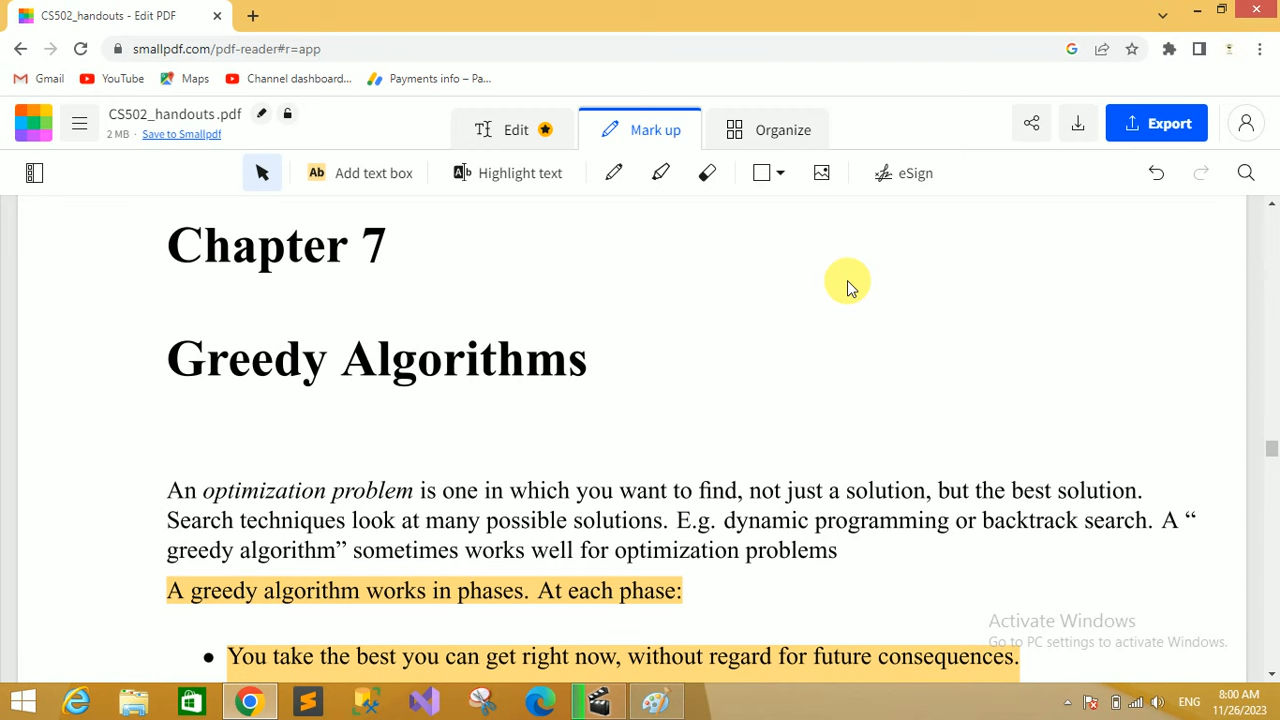 CS502_handouts - Edit PDF
smallpdf.com/pdf-reader#r=app
Gmail YouTube Maps Channel dashboard... Payments info – Pa...
CS502_handouts .pdf
2 MB · Save to Smallpdf
Edit Mark up Organize Export
Ab Add text box Highlight text eSign
Chapter 7
Greedy Algorithms
An optimization problem is one in which you want to find, not just a solution, but the best solution.
Search techniques look at many possible solutions. E.g. dynamic programming or backtrack search. A “
greedy algorithm” sometimes works well for optimization problems
A greedy algorithm works in phases. At each phase:
• You take the best you can get right now, without regard for future consequences.
Activate Windows
Go to PC settings to activate Windows.
ENG
8:00 AM
11/26/2023